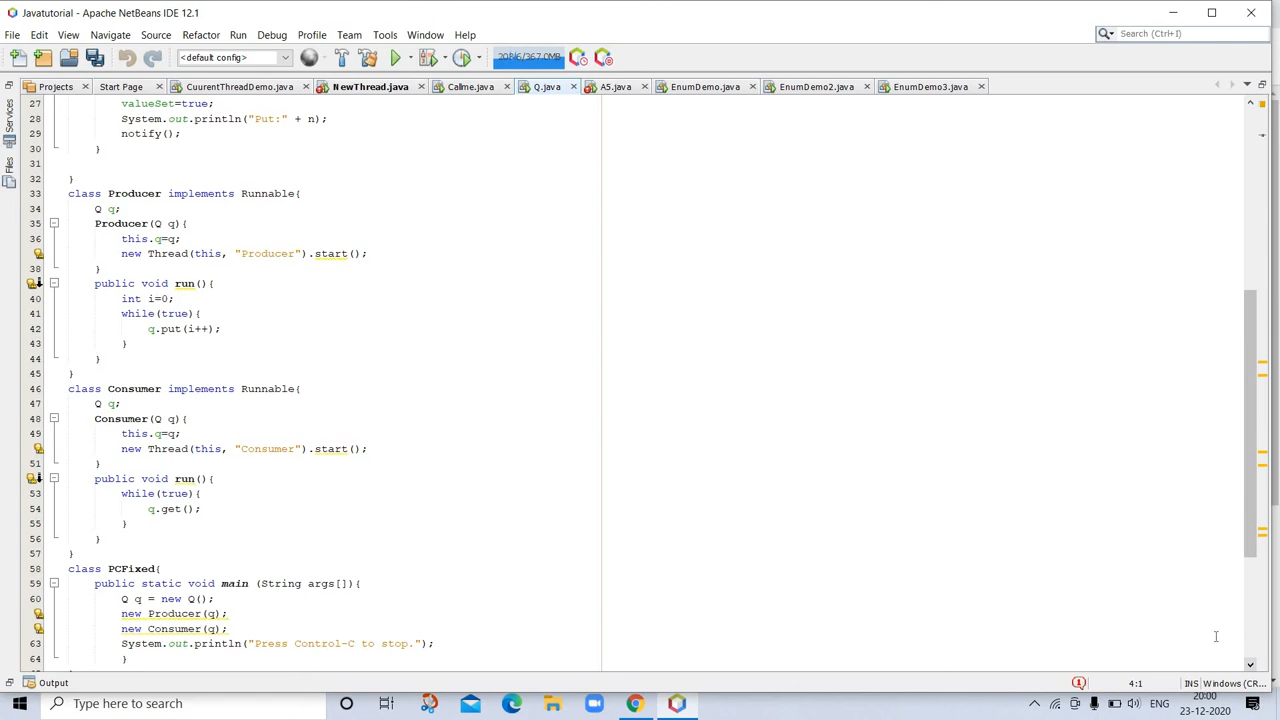 Javatutorial - Apache NetBeans IDE 12.1
File Edit View Navigate Source Refactor Run Debug Profile Team Tools Window Help
Search (Ctrl+I)
<default config>
Projects Start Page CuurentThreadDemo.java NewThread.java Callme.java Q.java A5.java EnumDemo.java EnumDemo2.java EnumDemo3.java
Services
Files
27 valueSet=true;
28 System.out.println("Put:" + n);
29 notify();
30 }
31
32 }
33 class Producer implements Runnable{
34 Q q;
35 Producer(Q q){
36 this.q=q;
new Thread(this, "Producer").start();
38 }
public void run(){
40 int i=0;
41 while(true){
42 q.put(i++);
43 }
44 }
45 }
46 class Consumer implements Runnable{
47 Q q;
48 Consumer(Q q){
49 this.q=q;
new Thread(this, "Consumer").start();
51 }
public void run(){
53 while(true){
54 q.get();
55 }
56 }
57 }
58 class PCFixed{
59 public static void main (String args[]){
60 Q q = new Q();
new Producer(q);
new Consumer(q);
63 System.out.println("Press Control-C to stop.");
64 }
Output
4:1 INS Windows (CR...
Type here to search
ENG
20:00
23-12-2020